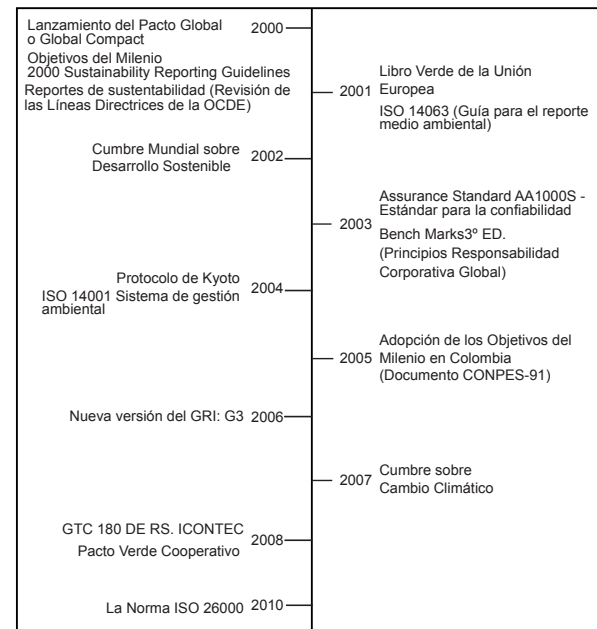 Lanzamiento del Pacto Global
o Global Compact
2000
Objetivos del Milenio
2000 Sustainability Reporting Guidelines
Reportes de sustentabilidad (Revisión de
las Líneas Directrices de la OCDE)
2001
Libro Verde de la Unión
Europea
ISO 14063 (Guía para el reporte
medio ambiental)
Cumbre Mundial sobre
Desarrollo Sostenible
2002
Assurance Standard AA1000S -
Estándar para la confiabilidad
2003
Bench Marks3º ED.
(Principios Responsabilidad
Corporativa Global)
Protocolo de Kyoto
ISO 14001 Sistema de gestión
ambiental
2004
2005
Adopción de los Objetivos del
Milenio en Colombia
(Documento CONPES-91)
Nueva versión del GRI: G3 2006
2007
Cumbre sobre
Cambio Climático
GTC 180 DE RS. ICONTEC
Pacto Verde Cooperativo
2008
La Norma ISO 26000 2010